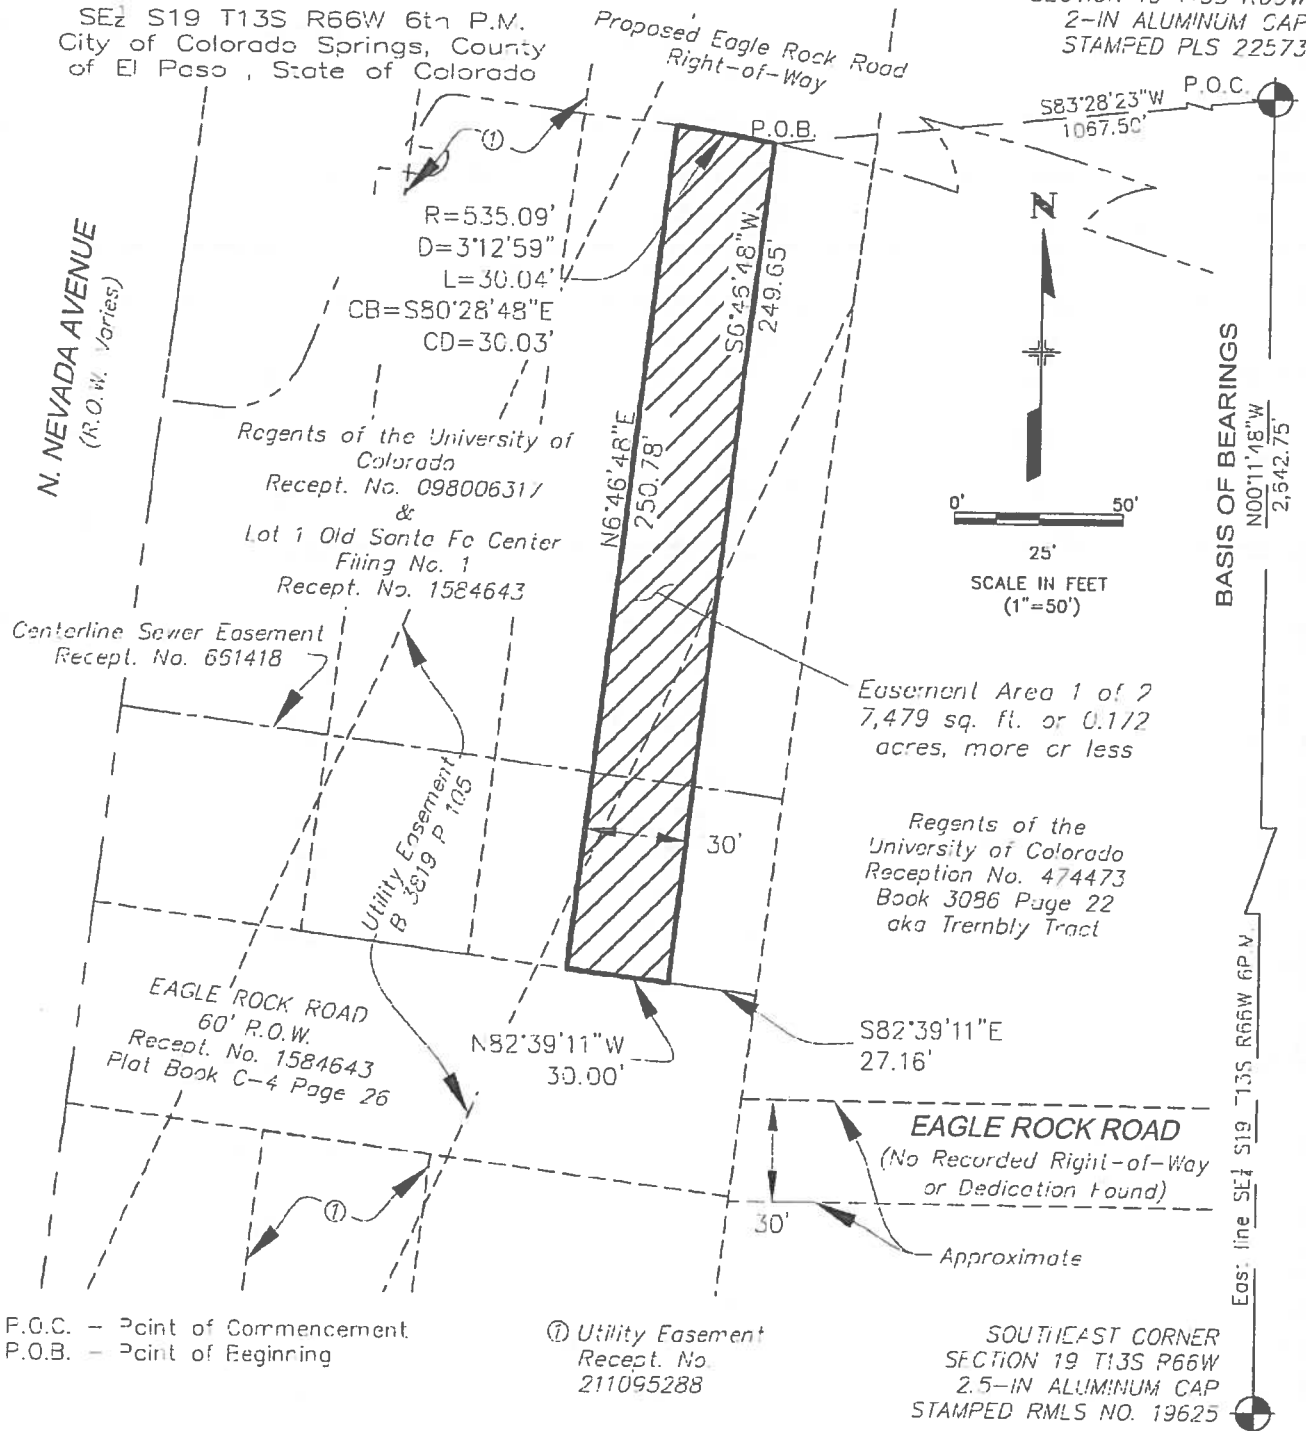 SE¼ S19 T13S R66W 6th P.M.
City of Colorado Springs, County
of El Paso , State of Colorado
Proposed Eagle Rock Road
Right-of-Way
2-IN ALUMINUM CAP
STAMPED PLS 22573
P.O.C.
S83°28'23"W
1067.50'
P.O.B.
①
R=535.09'
D=3°12'59"
L=30.04'
CB=S80°28'48"E
CD=30.03'
S6°46'48"W
249.65'
N
N. NEVADA AVENUE
(R.O.W. Varies)
N6°46'48"E
250.78'
Regents of the University of
Colorado
Recept. No. 098006317
&
Lot 1 Old Santa Fe Center
Filing No. 1
Recept. No. 1584643
0' 50'
25'
SCALE IN FEET
(1"=50')
BASIS OF BEARINGS
N00°11'48"W
2,642.75'
Centerline Sewer Easement
Recept. No. 651418
Easement Area 1 of 2
7,479 sq. ft. or 0.172
acres, more or less
Utility Easement
B 3819 P 105
30'
Regents of the
University of Colorado
Reception No. 474473
Book 3086 Page 22
aka Trembly Tract
EAGLE ROCK ROAD
60' R.O.W.
Recept. No. 1584643
Plat Book C-4 Page 26
N82°39'11"W
30.00'
S82°39'11"E
27.16'
EAGLE ROCK ROAD
(No Recorded Right-of-Way
or Dedication Found)
30'
Approximate
①
East line SE¼ S19 T13S R66W 6P.M.
P.O.C. - Point of Commencement
P.O.B. - Point of Beginning
① Utility Easement
Recept. No.
211095288
SOUTHEAST CORNER
SECTION 19 T13S R66W
2.5-IN ALUMINUM CAP
STAMPED RMLS NO. 19625